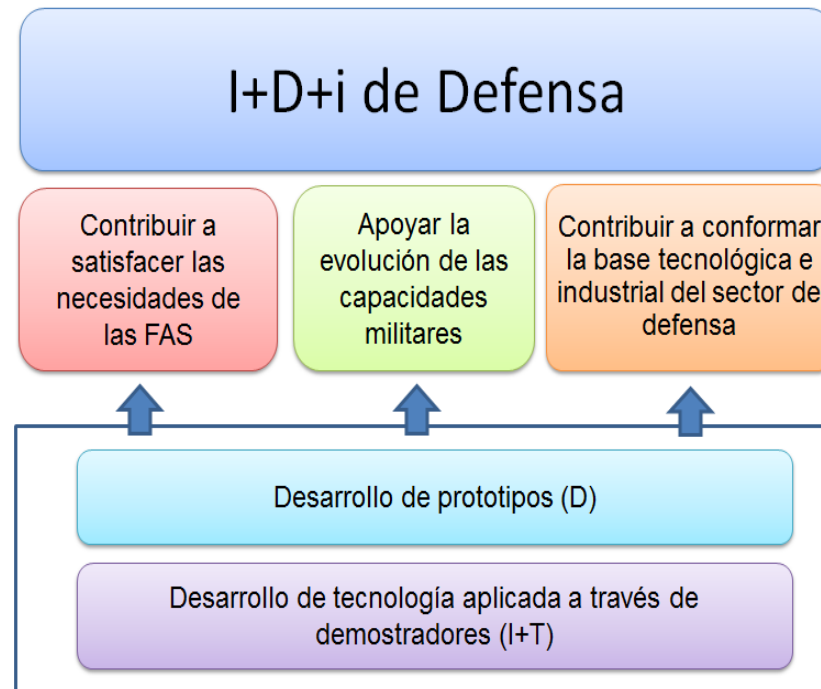 I+D+i de Defensa
Contribuir a
satisfacer las
necesidades de
las FAS
Apoyar la
evolución de las
capacidades
militares
Contribuir a conformar
la base tecnológica e
industrial del sector de
defensa
Desarrollo de prototipos (D)
Desarrollo de tecnología aplicada a través de
demostradores (I+T)